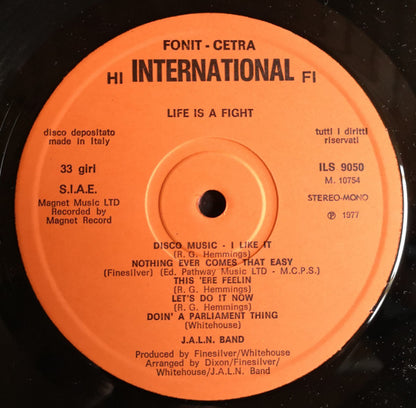 FONIT - CETRA
HI INTERNATIONAL FI
LIFE IS A FIGHT
disco depositato
made in Italy
tutti i diritti
riservati
33 giri
S.I.A.E.
Magnet Music LTD
Recorded by
Magnet Record
ILS 9050
M. 10754
STEREO-MONO
Ⓟ 1977
DISCO MUSIC - I LIKE IT
(R. G. Hemmings)
NOTHING EVER COMES THAT EASY
(Finesilver) (Ed. Pathway Music LTD - M.C.P.S.)
THIS 'ERE FEELIN
(R. G. Hemmings)
LET'S DO IT NOW
(R. G. Hemmings)
DOIN' A PARLIAMENT THING
(Whitehouse)
J.A.L.N. BAND
Produced by Finesilver/Whitehouse
Arranged by Dixon/Finesilver/
Whitehouse/J.A.L.N. Band